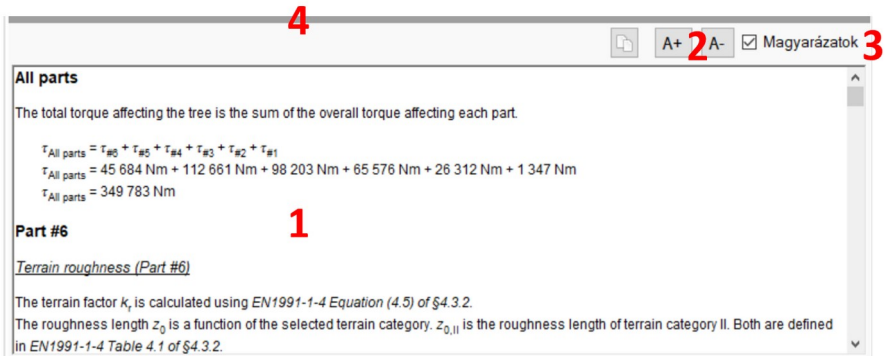 4
A+ 2 A- Magyarázatok 3
All parts
The total torque affecting the tree is the sum of the overall torque affecting each part.
τAll parts = τ#6 + τ#5 + τ#4 + τ#3 + τ#2 + τ#1
τAll parts = 45 684 Nm + 112 661 Nm + 98 203 Nm + 65 576 Nm + 26 312 Nm + 1 347 Nm
τAll parts = 349 783 Nm
Part #6
1
Terrain roughness (Part #6)
The terrain factor kr is calculated using EN1991-1-4 Equation (4.5) of §4.3.2.
The roughness length z0 is a function of the selected terrain category. z0,II is the roughness length of terrain category II. Both are defined
in EN1991-1-4 Table 4.1 of §4.3.2.